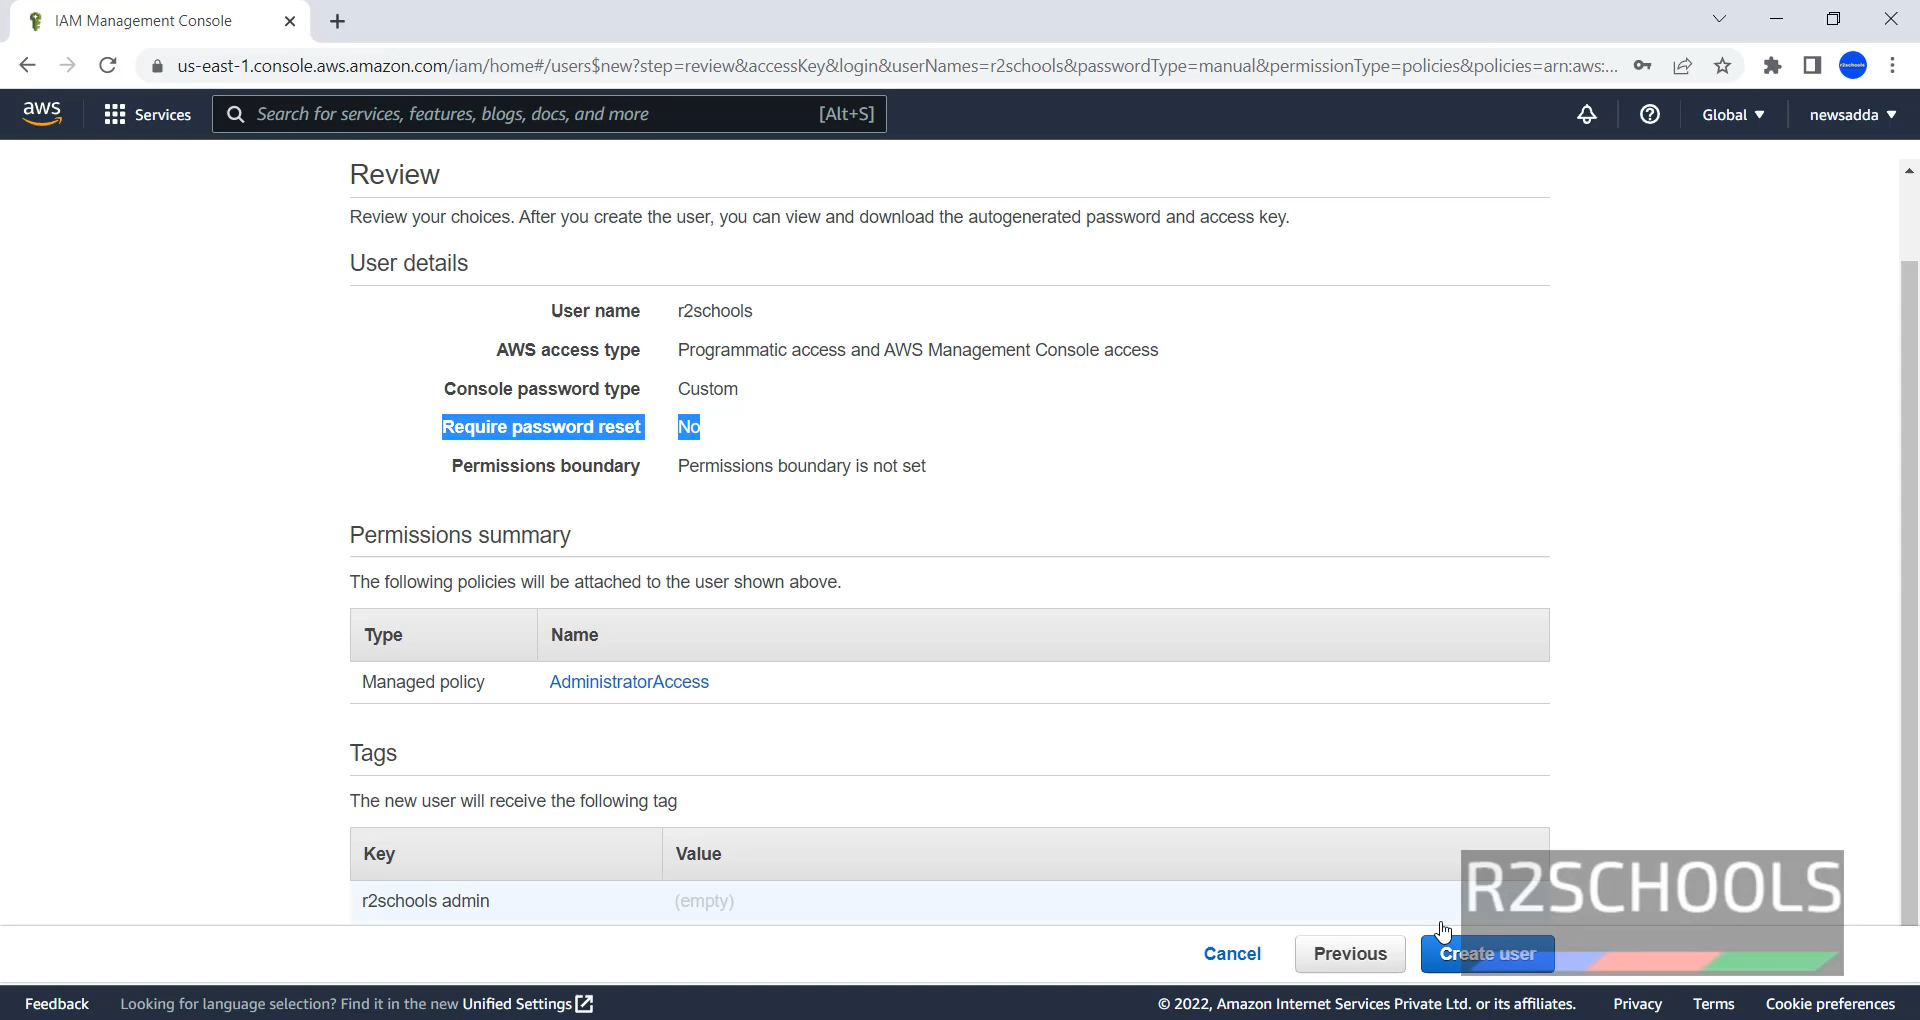 IAM Management Console
us-east-1.console.aws.amazon.com/iam/home#/users$new?step=review&accessKey&login&userNames=r2schools&passwordType=manual&permissionType=policies&policies=arn:aws:...
aws
Services
Search for services, features, blogs, docs, and more
[Alt+S]
Global
newsadda
Review
Review your choices. After you create the user, you can view and download the autogenerated password and access key.
User details
User name r2schools
AWS access type Programmatic access and AWS Management Console access
Console password type Custom
Require password reset No
Permissions boundary Permissions boundary is not set
Permissions summary
The following policies will be attached to the user shown above.
Type Name
Managed policy AdministratorAccess
Tags
The new user will receive the following tag
Key Value
r2schools admin (empty)
R2SCHOOLS
Cancel Previous Create user
Feedback Looking for language selection? Find it in the new Unified Settings © 2022, Amazon Internet Services Private Ltd. or its affiliates. Privacy Terms Cookie preferences